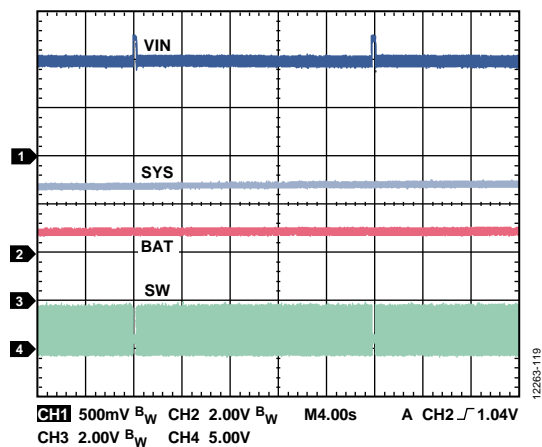 VIN
1
SYS
BAT
2
SW
3
4
CH1 500mV BW CH2 2.00V BW M4.00s A CH2 1.04V
CH3 2.00V BW CH4 5.00V
12263-119